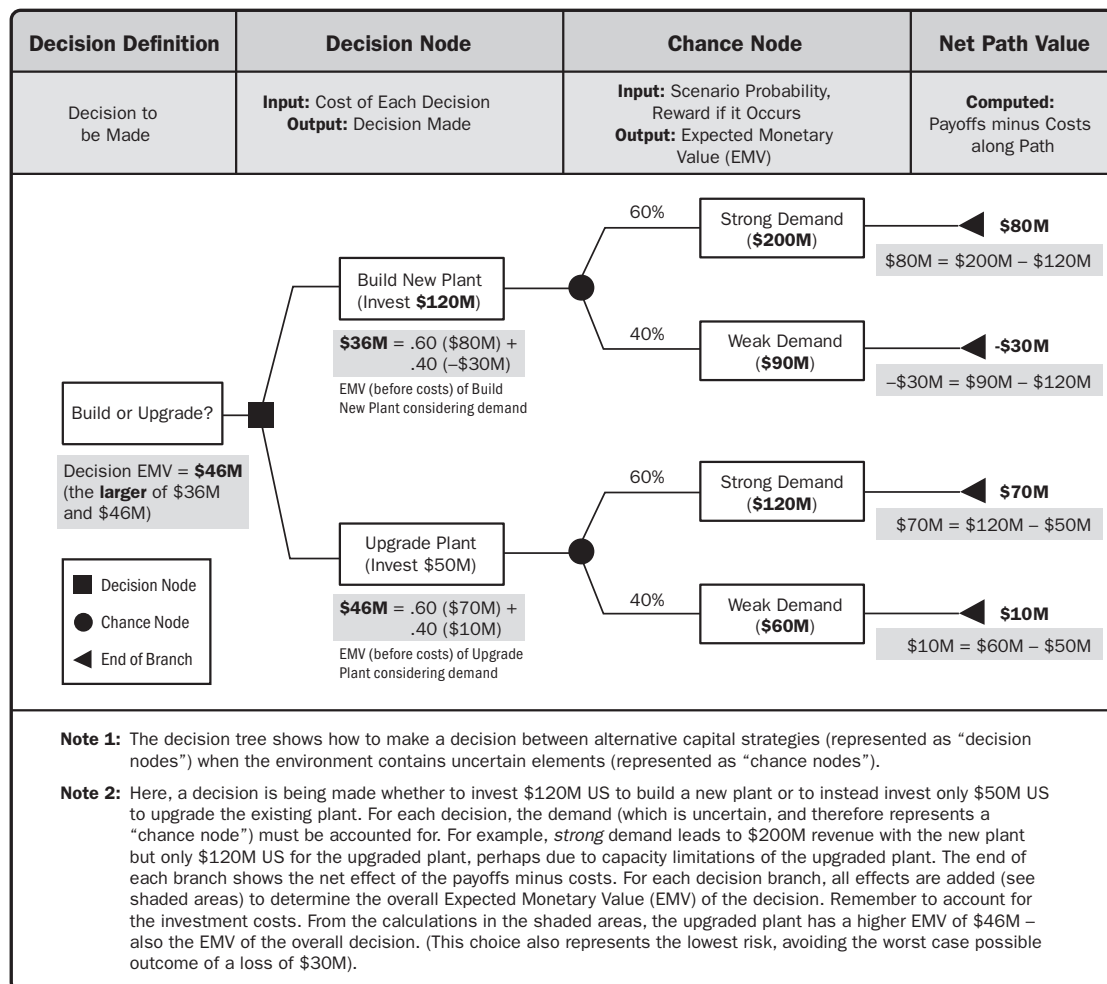 Decision Definition
Decision Node
Chance Node
Net Path Value
Decision to
be Made
Input: Cost of Each Decision
Output: Decision Made
Input: Scenario Probability,
Reward if it Occurs
Output: Expected Monetary
Value (EMV)
Computed:
Payoffs minus Costs
along Path
Build or Upgrade?
Decision EMV = $46M
(the larger of $36M
and $46M)
Decision Node
Chance Node
End of Branch
Build New Plant
(Invest $120M)
$36M = .60 ($80M) +
.40 (–$30M)
EMV (before costs) of Build
New Plant considering demand
60%
Strong Demand
($200M)
$80M
$80M = $200M – $120M
40%
Weak Demand
($90M)
-$30M
–$30M = $90M – $120M
Upgrade Plant
(Invest $50M)
$46M = .60 ($70M) +
.40 ($10M)
EMV (before costs) of Upgrade
Plant considering demand
60%
Strong Demand
($120M)
$70M
$70M = $120M – $50M
40%
Weak Demand
($60M)
$10M
$10M = $60M – $50M
Note 1: The decision tree shows how to make a decision between alternative capital strategies (represented as “decision
nodes”) when the environment contains uncertain elements (represented as “chance nodes”).
Note 2: Here, a decision is being made whether to invest $120M US to build a new plant or to instead invest only $50M US
to upgrade the existing plant. For each decision, the demand (which is uncertain, and therefore represents a
“chance node”) must be accounted for. For example, strong demand leads to $200M revenue with the new plant
but only $120M US for the upgraded plant, perhaps due to capacity limitations of the upgraded plant. The end of
each branch shows the net effect of the payoffs minus costs. For each decision branch, all effects are added (see
shaded areas) to determine the overall Expected Monetary Value (EMV) of the decision. Remember to account for
the investment costs. From the calculations in the shaded areas, the upgraded plant has a higher EMV of $46M –
also the EMV of the overall decision. (This choice also represents the lowest risk, avoiding the worst case possible
outcome of a loss of $30M).